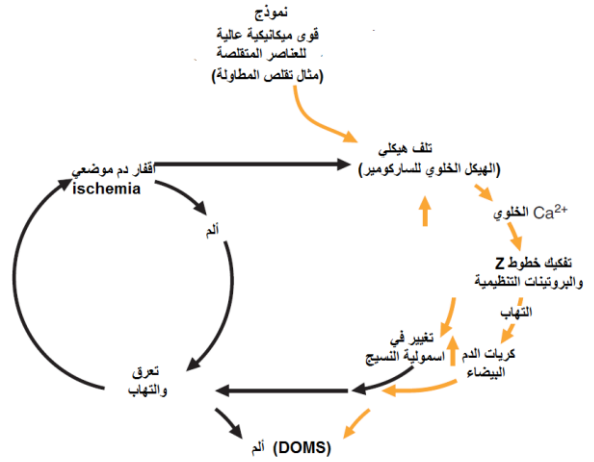 نموذج
قوى ميكانيكية عالية
للعناصر المتقلصة
(مثال تقلص المطاولة)
تلف هيكلي
(الهيكل الخلوي للساركومير)
اقفار دم موضعي
ischemia
ألم
Ca²⁺ الخلوي
تفكيك خطوط Z
والبروتينات التنظيمية
التهاب
تغيير في
اسمولية النسيج
كريات الدم
البيضاء
تعرق
والتهاب
ألم (DOMS)